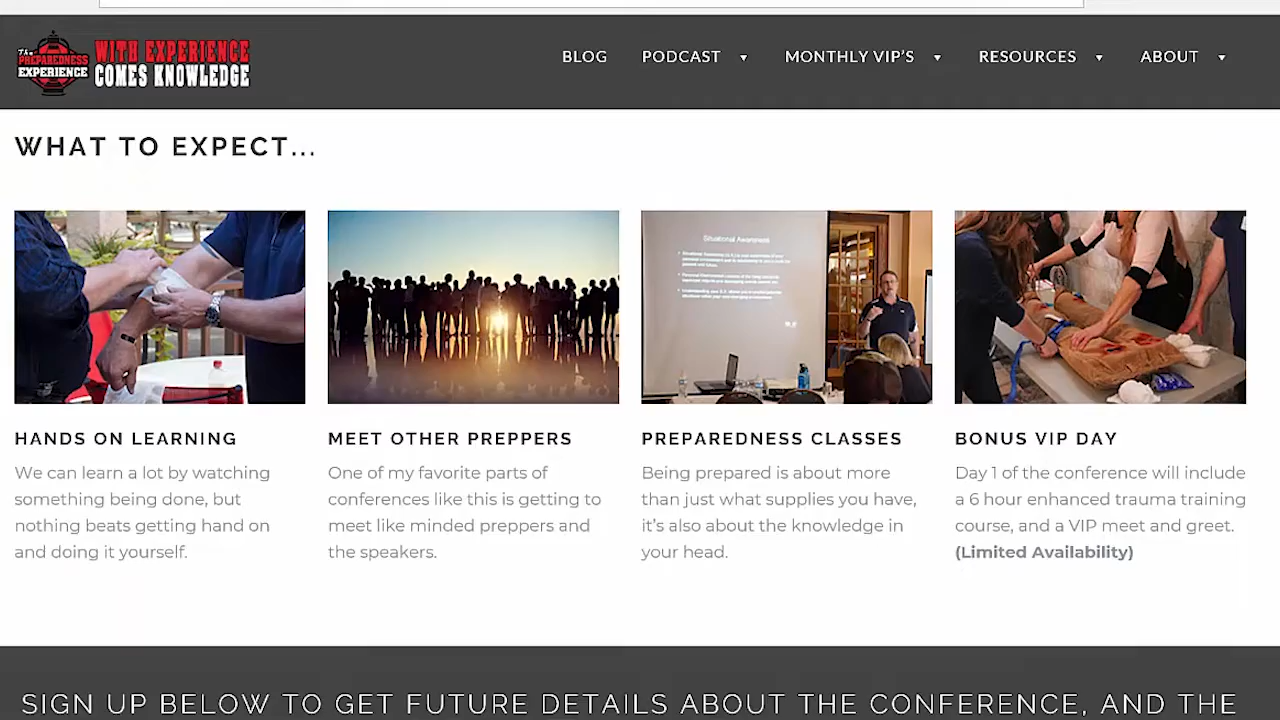 The
PREPAREDNESS
EXPERIENCE
WITH EXPERIENCE
COMES KNOWLEDGE
BLOG PODCAST MONTHLY VIP'S RESOURCES ABOUT
WHAT TO EXPECT...
Situational Awareness
HANDS ON LEARNING
We can learn a lot by watching
something being done, but
nothing beats getting hand on
and doing it yourself.
MEET OTHER PREPPERS
One of my favorite parts of
conferences like this is getting to
meet like minded preppers and
the speakers.
PREPAREDNESS CLASSES
Being prepared is about more
than just what supplies you have,
it's also about the knowledge in
your head.
BONUS VIP DAY
Day 1 of the conference will include
a 6 hour enhanced trauma training
course, and a VIP meet and greet.
(Limited Availability)
SIGN UP BELOW TO GET FUTURE DETAILS ABOUT THE CONFERENCE, AND THE